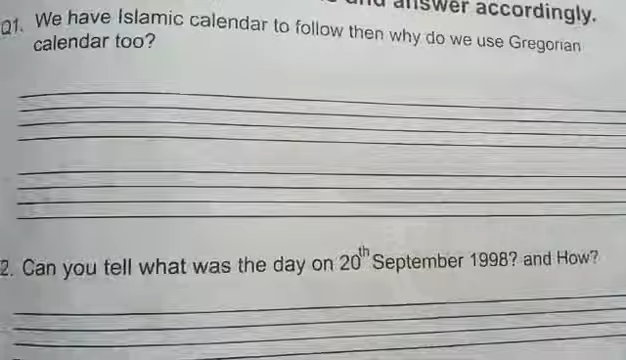 and answer accordingly.
Q1. We have Islamic calendar to follow then why do we use Gregorian
calendar too?
2. Can you tell what was the day on 20th September 1998? and How?